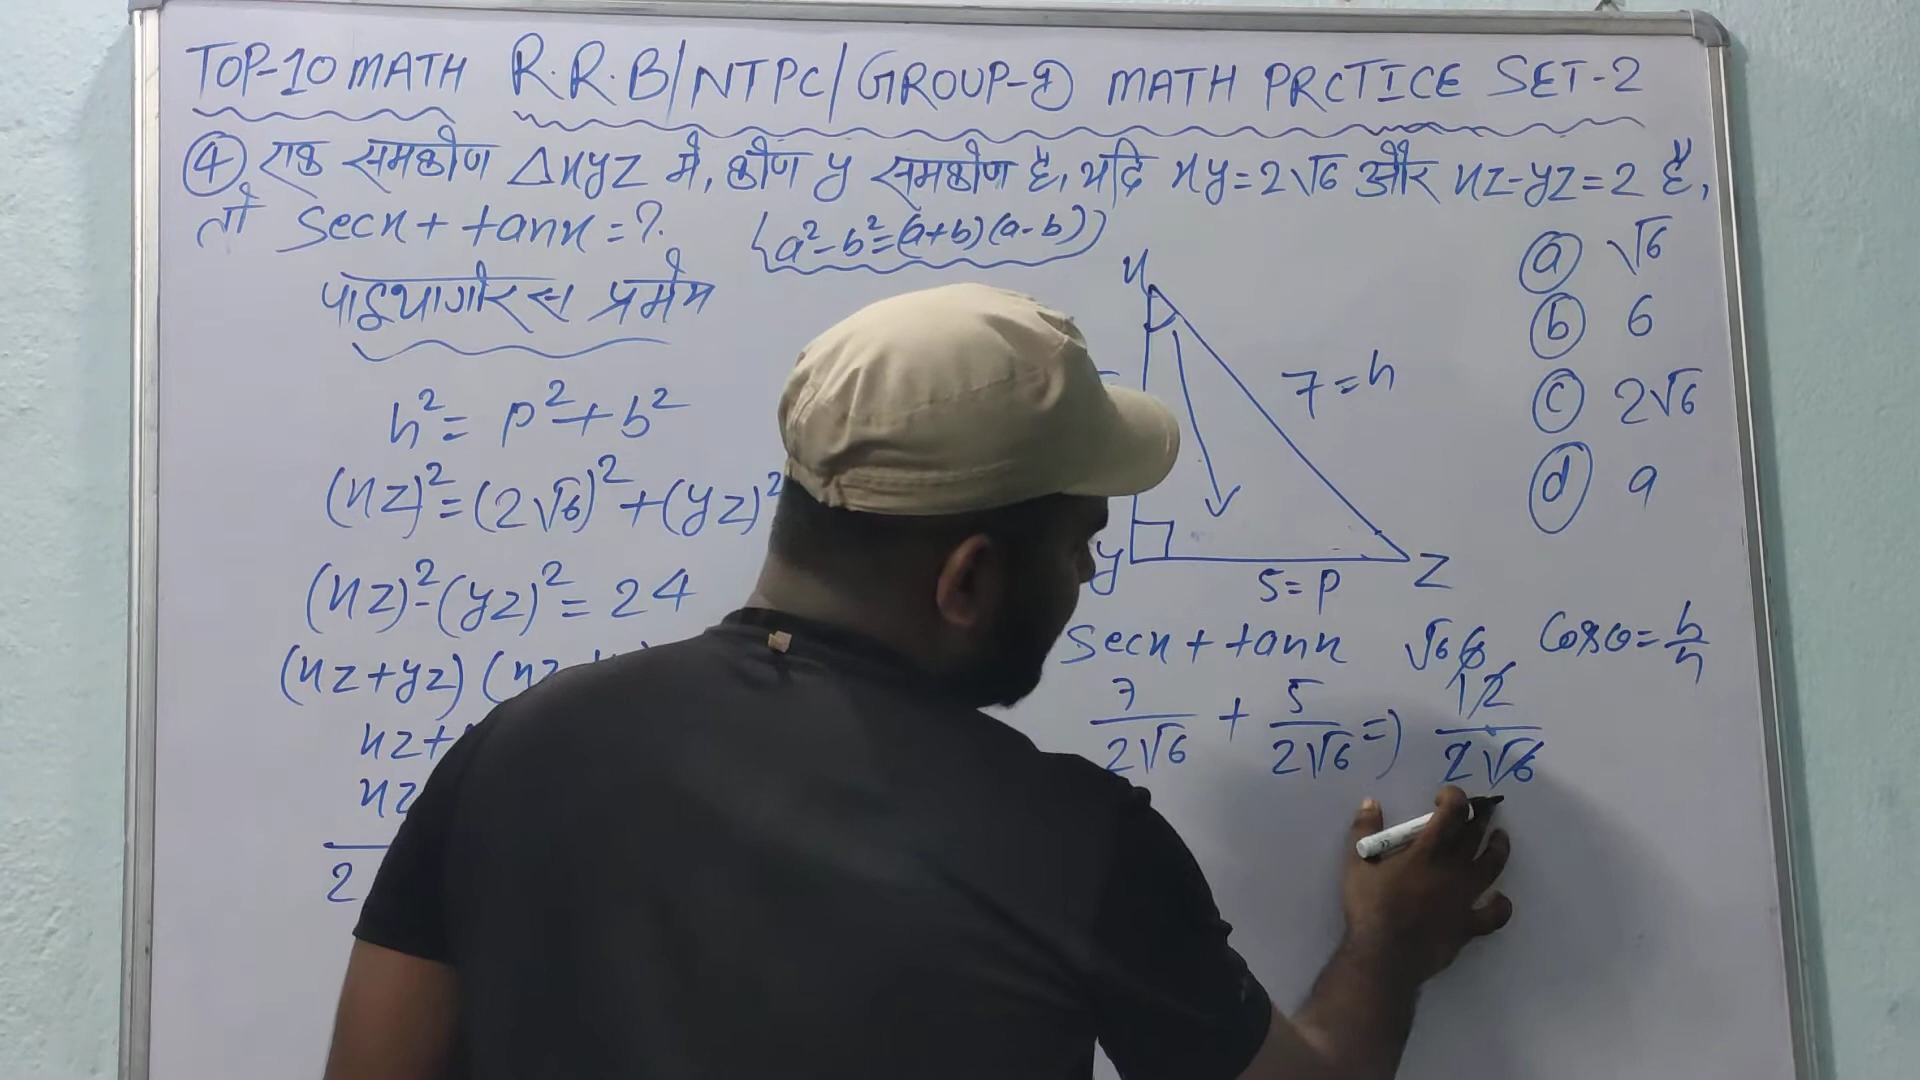 TOP-10 MATH R.R.B/NTPC/GROUP-D MATH PRCTICE SET-2
④ एक समकोण △xyz मे, कोण y समकोण है, यदि xy=2√6 और xz-yz=2 है,
तो Secx + tanx = ?. {a²-b²=(a+b)(a-b)}
पाइथागोरस प्रमेय
h² = p²+b²
(xz)²=(2√6)²+(yz)²
(xz)²-(yz)²=24
(xz+yz) (xz
xz+
xz
2
x
7=h
y
5=p
z
ⓐ √6
ⓑ 6
ⓒ 2√6
ⓓ 9
Secx + tanx
7/2√6 + 5/2√6 => 12/2√6
√6 6
Cosθ = b/h